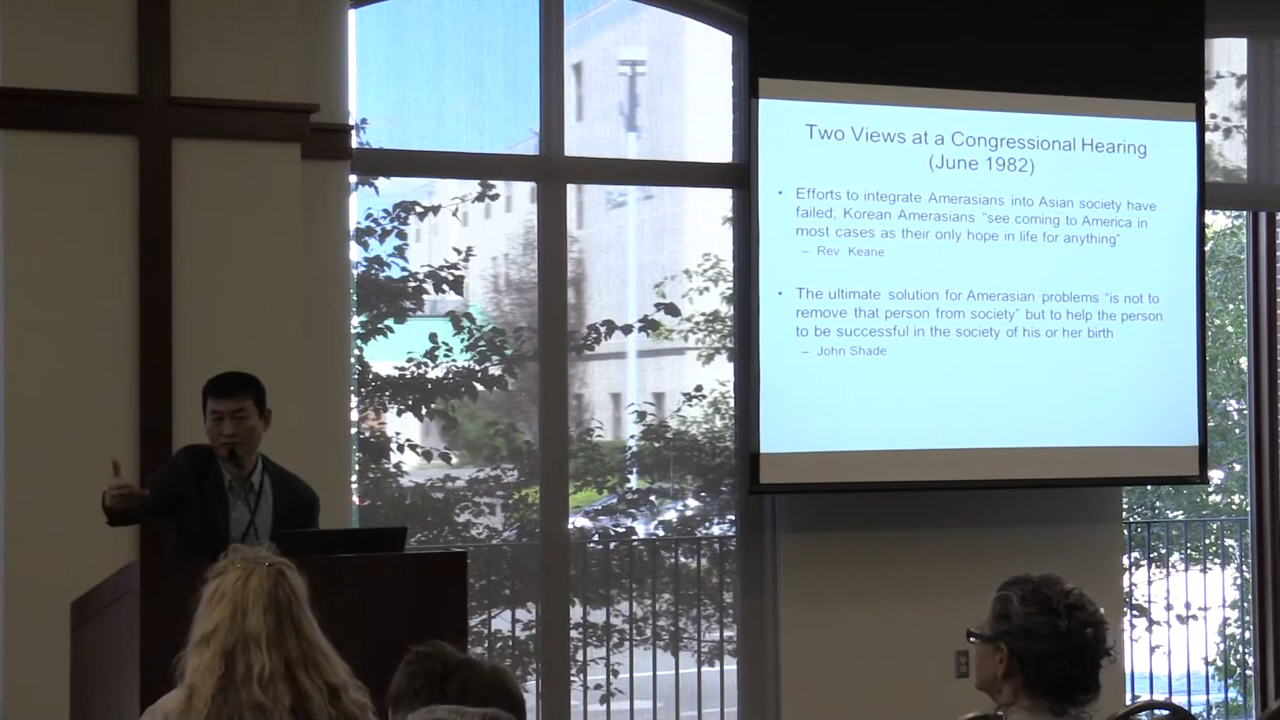 Two Views at a Congressional Hearing
(June 1982)
• Efforts to integrate Amerasians into Asian society have
failed; Korean Amerasians “see coming to America in
most cases as their only hope in life for anything”
– Rev. Keane
• The ultimate solution for Amerasian problems “is not to
remove that person from society” but to help the person
to be successful in the society of his or her birth
– John Shade